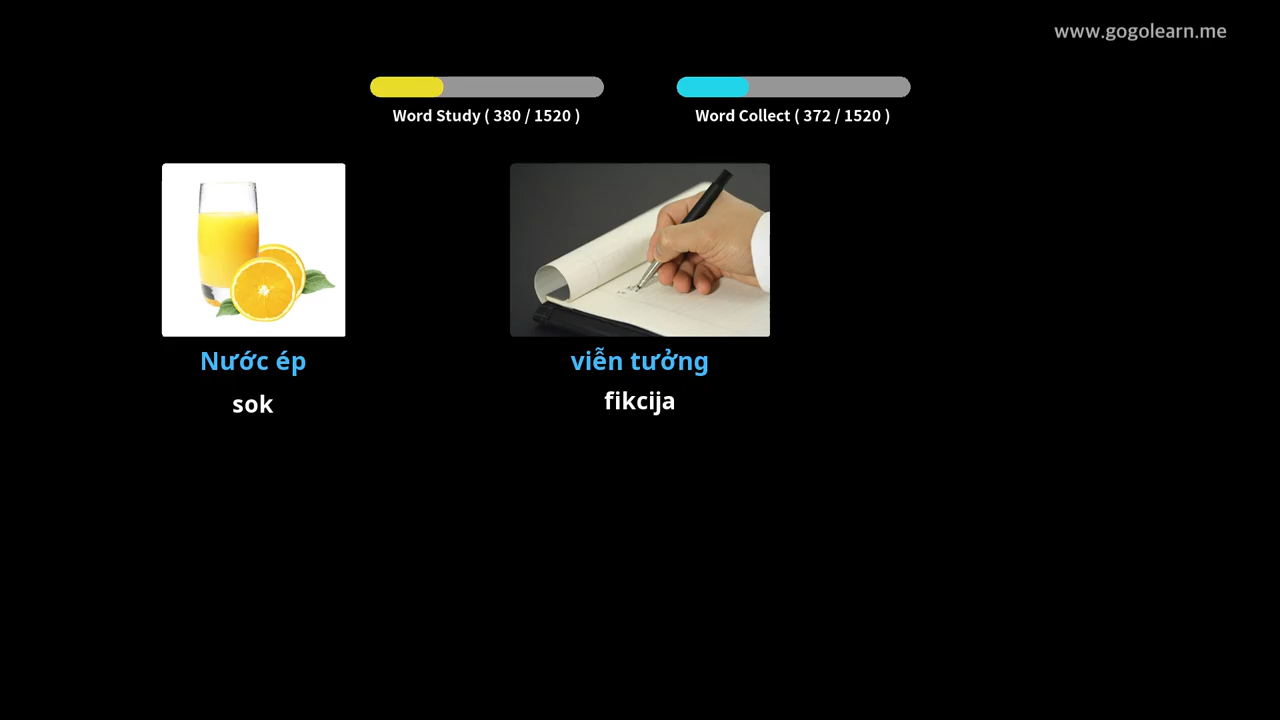 www.gogolearn.me
Word Study ( 380 / 1520 )
Word Collect ( 372 / 1520 )
Nước ép
sok
viễn tưởng
fikcija